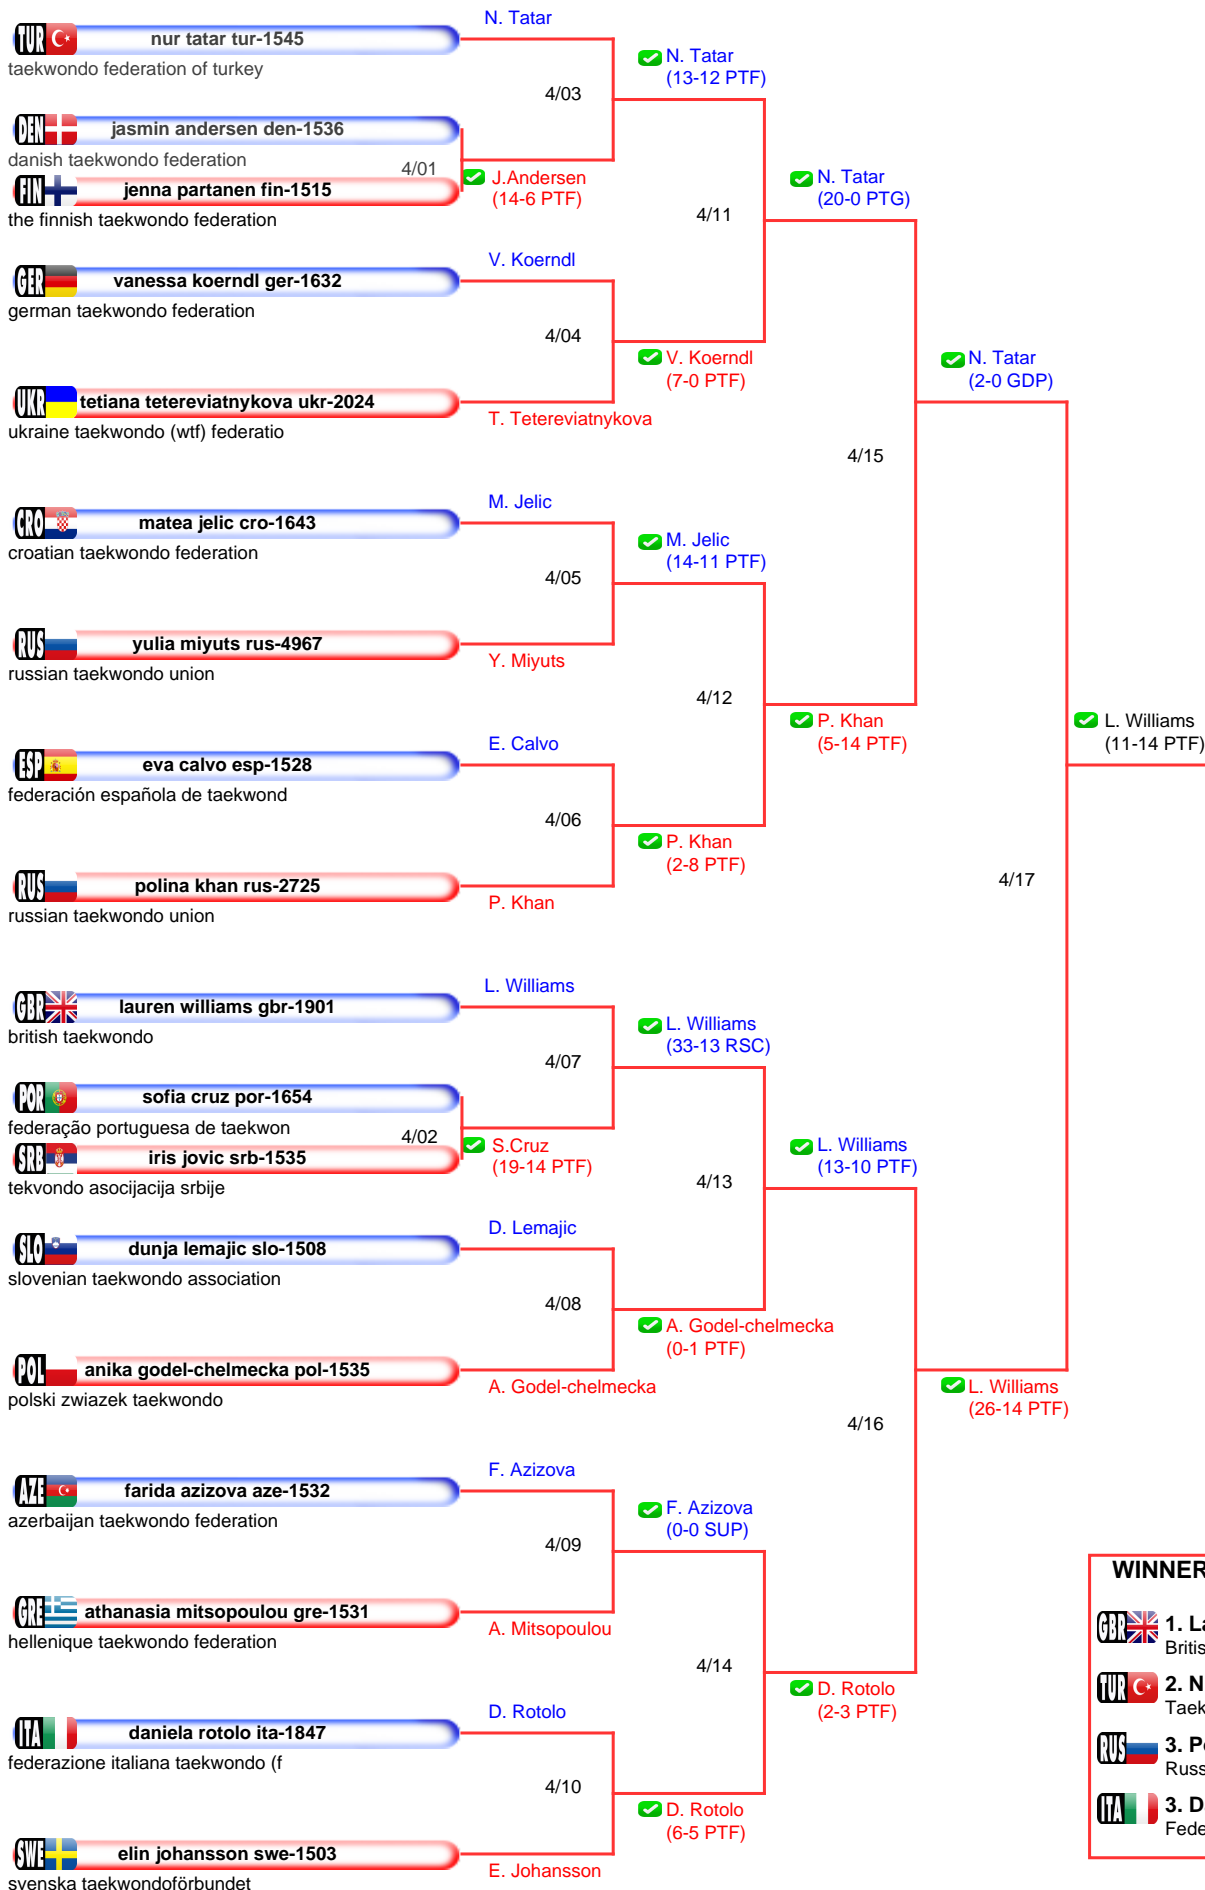 N. Tatar
TUR nur tatar tur-1545
taekwondo federation of turkey
N. Tatar
(13-12 PTF)
4/03
DEN jasmin andersen den-1536
danish taekwondo federation
4/01
J.Andersen
(14-6 PTF)
FIN jenna partanen fin-1515
the finnish taekwondo federation
N. Tatar
(20-0 PTG)
4/11
V. Koerndl
GER vanessa koerndl ger-1632
german taekwondo federation
4/04
V. Koerndl
(7-0 PTF)
N. Tatar
(2-0 GDP)
UKR tetiana tetereviatnykova ukr-2024
T. Tetereviatnykova
ukraine taekwondo (wtf) federatio
4/15
M. Jelic
CRO matea jelic cro-1643
croatian taekwondo federation
M. Jelic
(14-11 PTF)
4/05
RUS yulia miyuts rus-4967
Y. Miyuts
russian taekwondo union
4/12
P. Khan
(5-14 PTF)
L. Williams
(11-14 PTF)
E. Calvo
ESP eva calvo esp-1528
federación española de taekwond
4/06
P. Khan
(2-8 PTF)
RUS polina khan rus-2725
P. Khan
russian taekwondo union
4/17
L. Williams
GBR lauren williams gbr-1901
british taekwondo
L. Williams
(33-13 RSC)
4/07
POR sofia cruz por-1654
federação portuguesa de taekwon
4/02
S.Cruz
(19-14 PTF)
SRB iris jovic srb-1535
tekvondo asocijacija srbije
L. Williams
(13-10 PTF)
4/13
D. Lemajic
SLO dunja lemajic slo-1508
slovenian taekwondo association
4/08
A. Godel-chelmecka
(0-1 PTF)
POL anika godel-chelmecka pol-1535
A. Godel-chelmecka
polski zwiazek taekwondo
L. Williams
(26-14 PTF)
4/16
F. Azizova
AZE farida azizova aze-1532
azerbaijan taekwondo federation
F. Azizova
(0-0 SUP)
4/09
GRE athanasia mitsopoulou gre-1531
A. Mitsopoulou
hellenique taekwondo federation
4/14
D. Rotolo
(2-3 PTF)
D. Rotolo
ITA daniela rotolo ita-1847
federazione italiana taekwondo (f
4/10
D. Rotolo
(6-5 PTF)
SWE elin johansson swe-1503
E. Johansson
svenska taekwondoförbundet
WINNER
GBR 1. La
Britis
TUR 2. N
Taek
RUS 3. Po
Russ
ITA 3. D
Fede